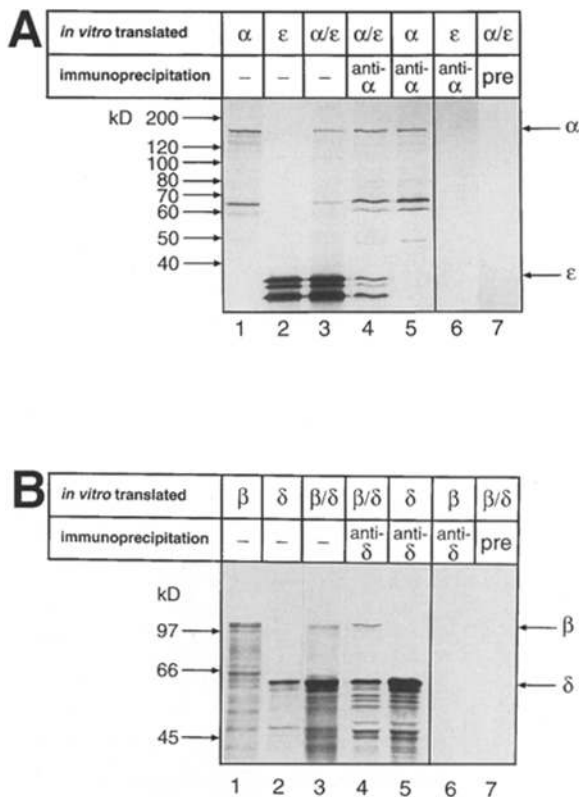 A
in vitro translated α ε α/ε α/ε α ε α/ε
immunoprecipitation – – – anti-α anti-α anti-α pre
kD
200
α
120
100
80
70
60
50
40
ε
1 2 3 4 5 6 7
B
in vitro translated β δ β/δ β/δ δ β β/δ
immunoprecipitation – – – anti-δ anti-δ anti-δ pre
kD
97
β
66
δ
45
1 2 3 4 5 6 7